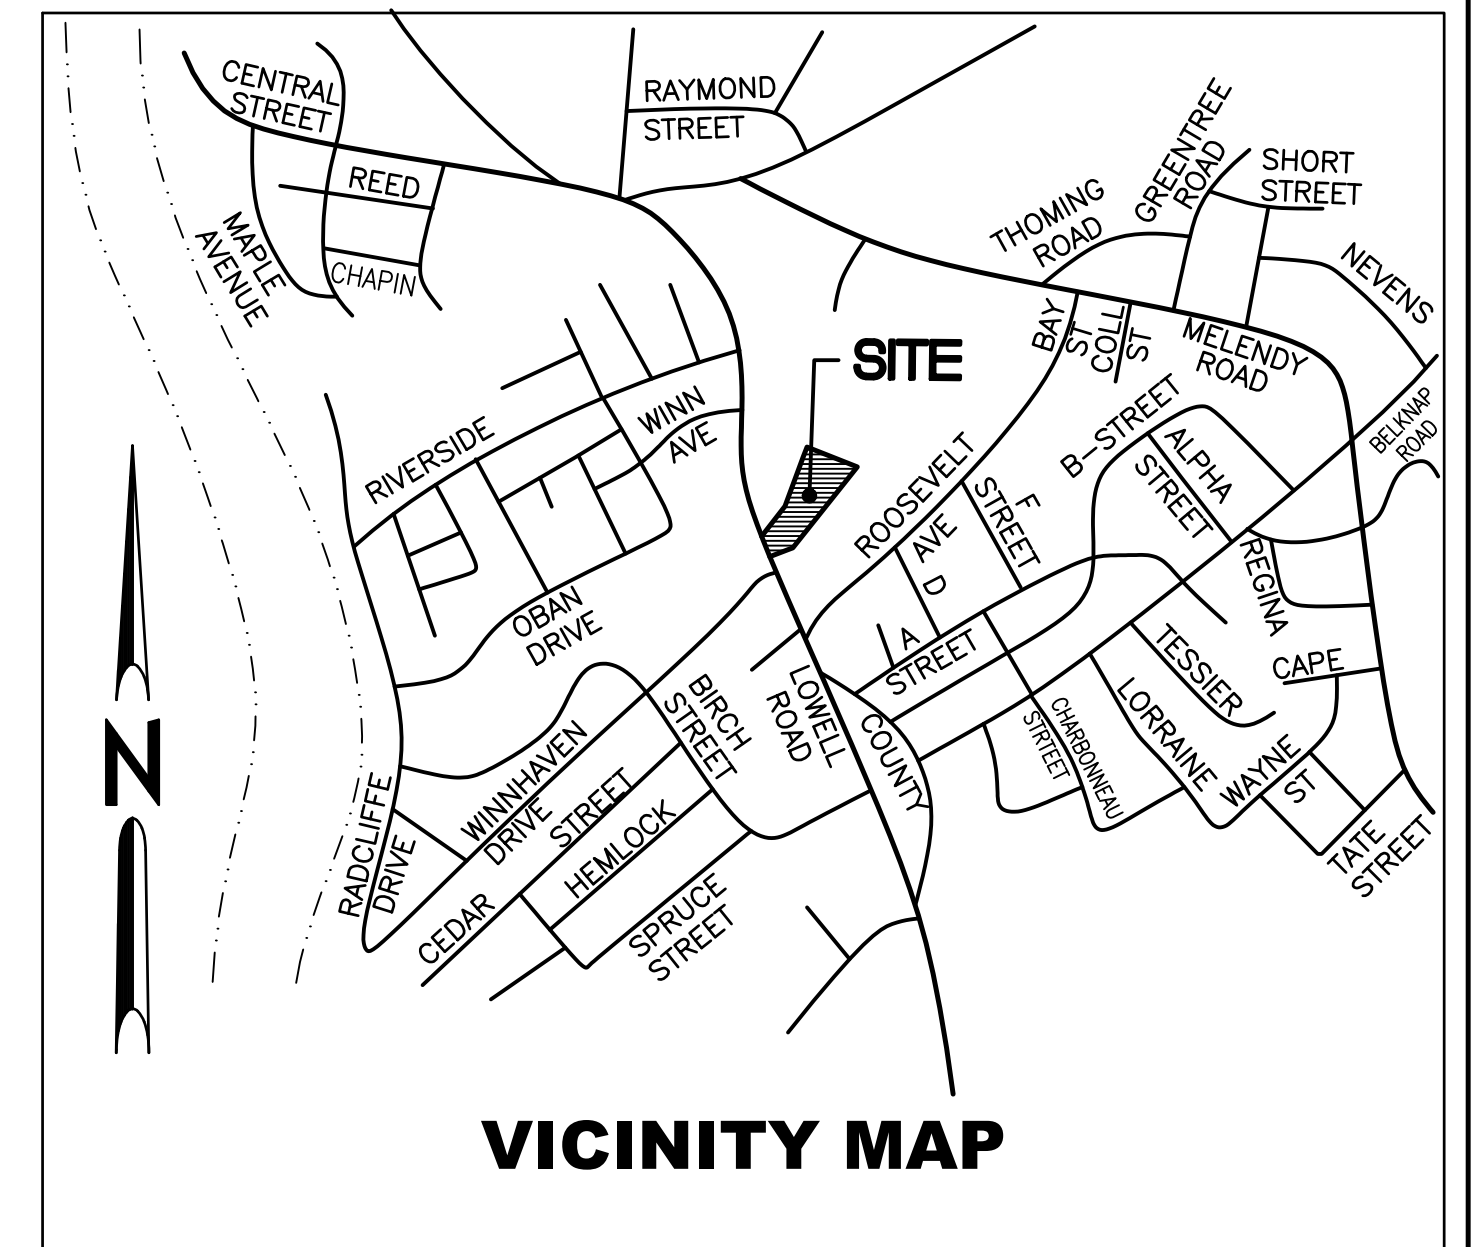 CENTRAL
STREET
RAYMOND
STREET
REED
CHAPIN
MAPLE
AVENUE
THOMING
ROAD
GREENTREE
ROAD
SHORT
STREET
NEVENS
BAY
ST
COLL
ST
MELENDY
ROAD
BELKNAP
ROAD
SITE
RIVERSIDE
WINN
AVE
ROOSEVELT
AVE
D
F
STREET
B-STREET
ALPHA
STREET
REGINA
A
STREET
OBAN
DRIVE
TESSIER
CAPE
BIRCH
STREET
LOWELL
ROAD
COUNTY
CHARBONNEAU
STRTEET
LORRAINE
WAYNE
ST
TATE
STREET
RADCLIFFE
DRIVE
WINNHAVEN
DRIVE
CEDAR STREET
HEMLOCK
SPRUCE
STREET
N
VICINITY MAP